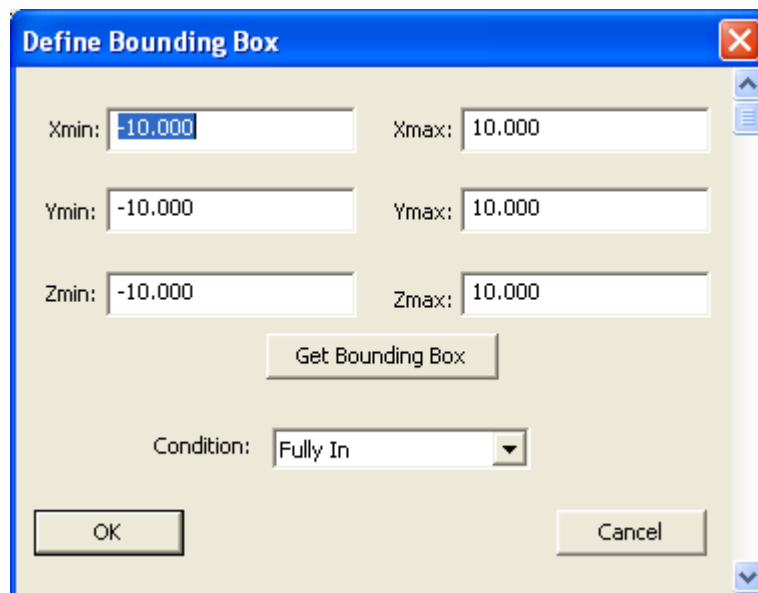 Define Bounding Box
Xmin: -10.000 Xmax: 10.000
Ymin: -10.000 Ymax: 10.000
Zmin: -10.000 Zmax: 10.000
Get Bounding Box
Condition: Fully In
OK Cancel